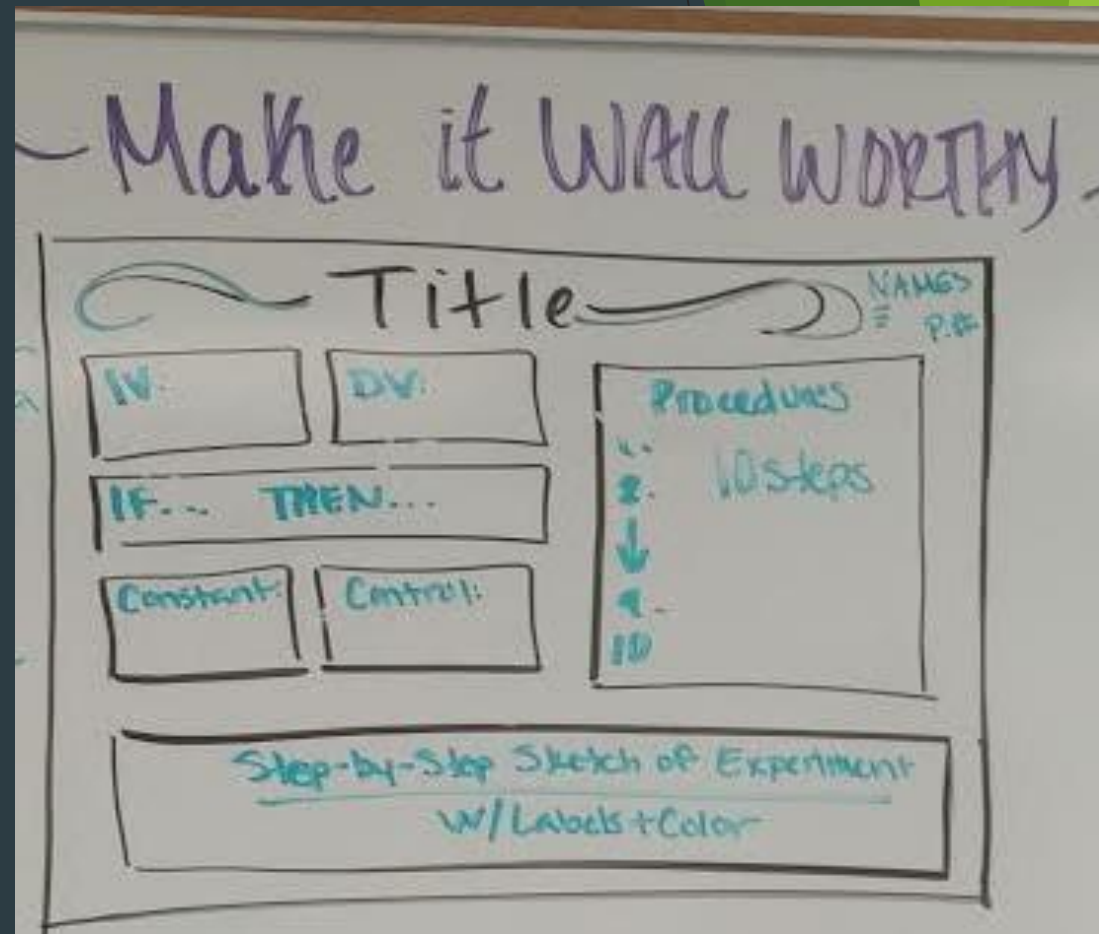 Make it WALL WORTHY
Title
NAMES
P.#
IV:
DV:
IF... THEN...
Constant:
Control:
Procedures
1.
10 steps
2.
9.
10
Step-by-Step Sketch of Experiment
W/Labels + Color